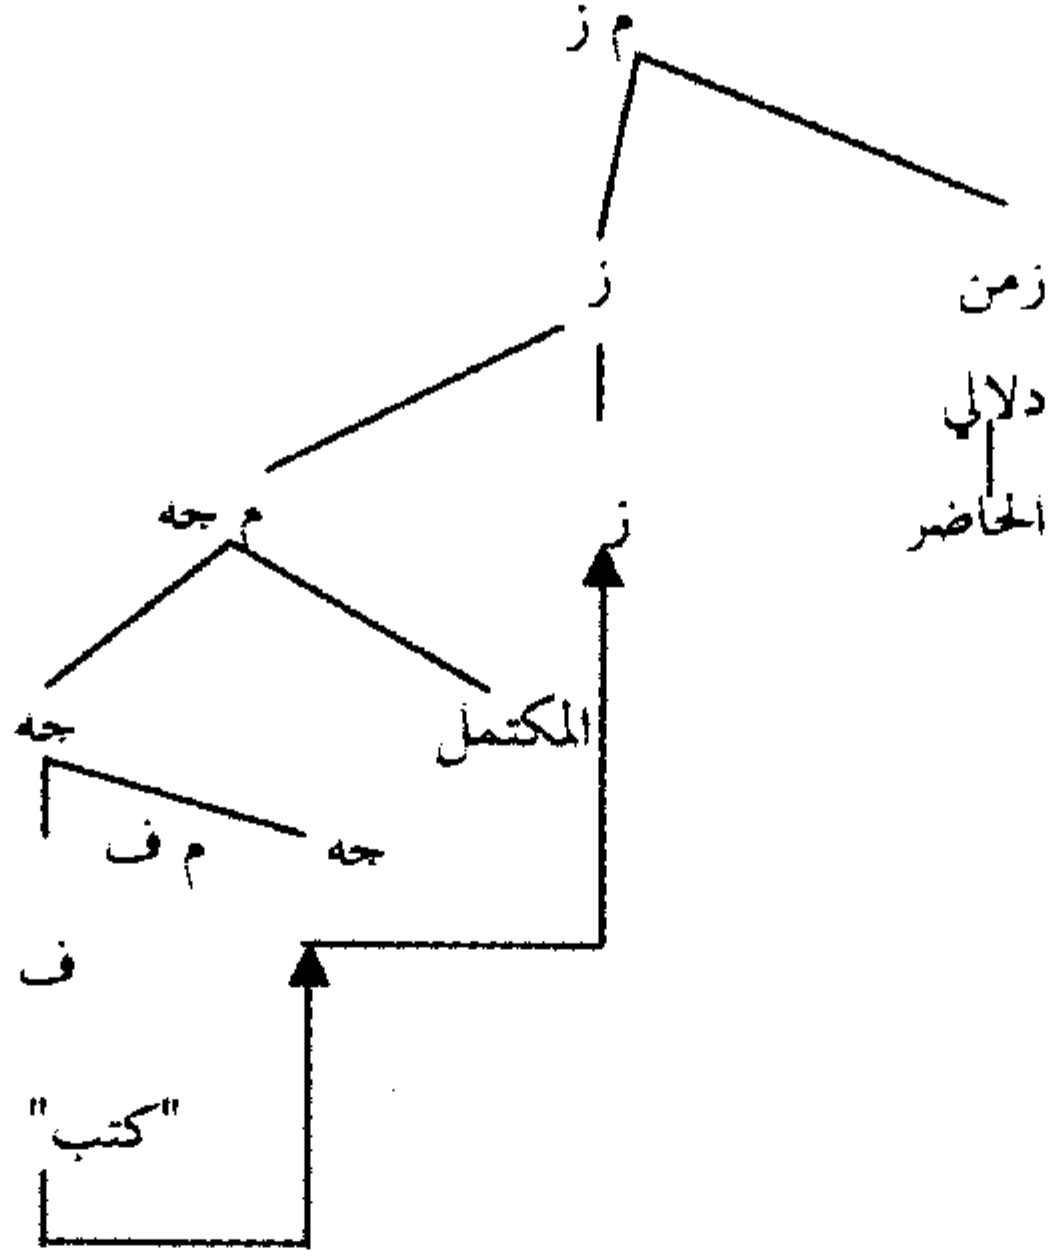 م ز
زمن
ز
دلالي
الحاضر
ز
م جه
المكتمل
جه
جه
م ف
ف
"كتب"